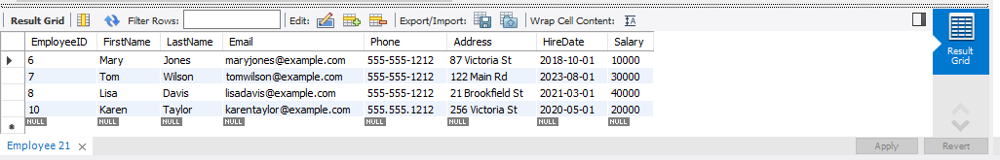 Result Grid Filter Rows: Edit: Export/Import: Wrap Cell Content: IA
EmployeeID FirstName LastName Email Phone Address HireDate Salary
6 Mary Jones maryjones@example.com 555-555-1212 87 Victoria St 2018-10-01 10000
7 Tom Wilson tomwilson@example.com 555-555-1212 122 Main Rd 2023-08-01 30000
8 Lisa Davis lisadavis@example.com 555-555-1212 21 Brookfield St 2021-03-01 40000
10 Karen Taylor karentaylor@example.com 555.555.1212 256 Victoria St 2020-05-01 20000
NULL NULL NULL NULL NULL NULL NULL NULL
Result
Grid
Employee 21 Apply Revert